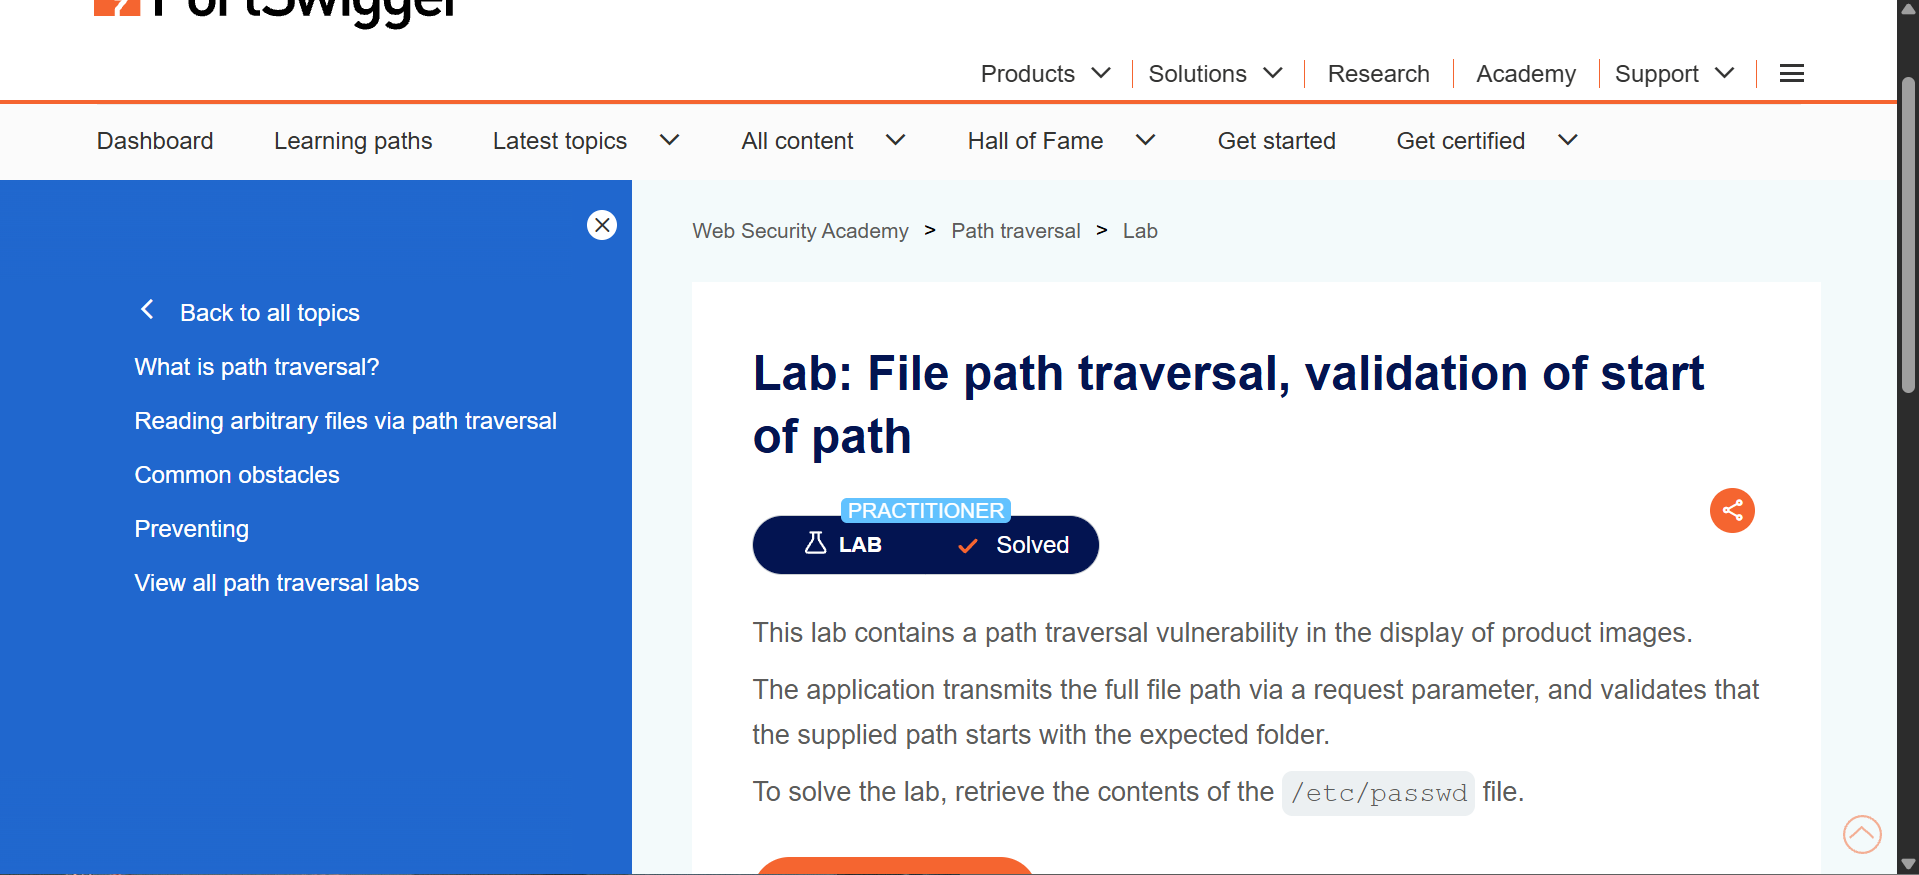 PortSwigger
Products
Solutions
Research
Academy
Support
Dashboard
Learning paths
Latest topics
All content
Hall of Fame
Get started
Get certified
Back to all topics
What is path traversal?
Reading arbitrary files via path traversal
Common obstacles
Preventing
View all path traversal labs
Web Security Academy > Path traversal > Lab
Lab: File path traversal, validation of start
of path
PRACTITIONER
LAB
Solved
This lab contains a path traversal vulnerability in the display of product images.
The application transmits the full file path via a request parameter, and validates that
the supplied path starts with the expected folder.
To solve the lab, retrieve the contents of the /etc/passwd file.